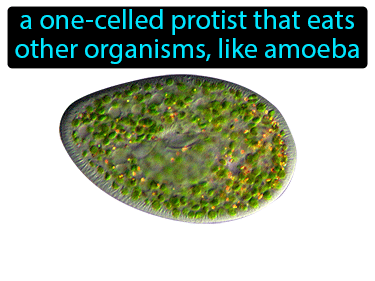 a one-celled protist that eats
other organisms, like amoeba